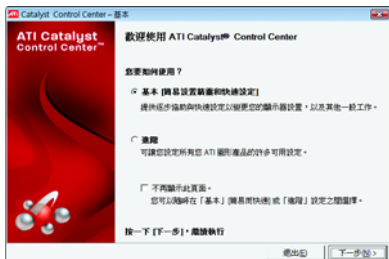 ATI Catalyst Control Center – 基本
ATI Catalyst
Control Center™
歡迎使用 ATI Catalyst® Control Center
您要如何使用？
基本 [簡易設置精靈和快速設定]
提供逐步協助與快速設定以變更您的顯示器設置，以及其他一般工作。
進階
可讓您設定所有您 ATI 圖形產品的許多可用設定。
不再顯示此頁面。
您可以隨時在「基本」[簡易而快速] 或「進階」設定之間選擇。
按一下 [下一步]，繼續執行
退出(E)
下一步(N) >